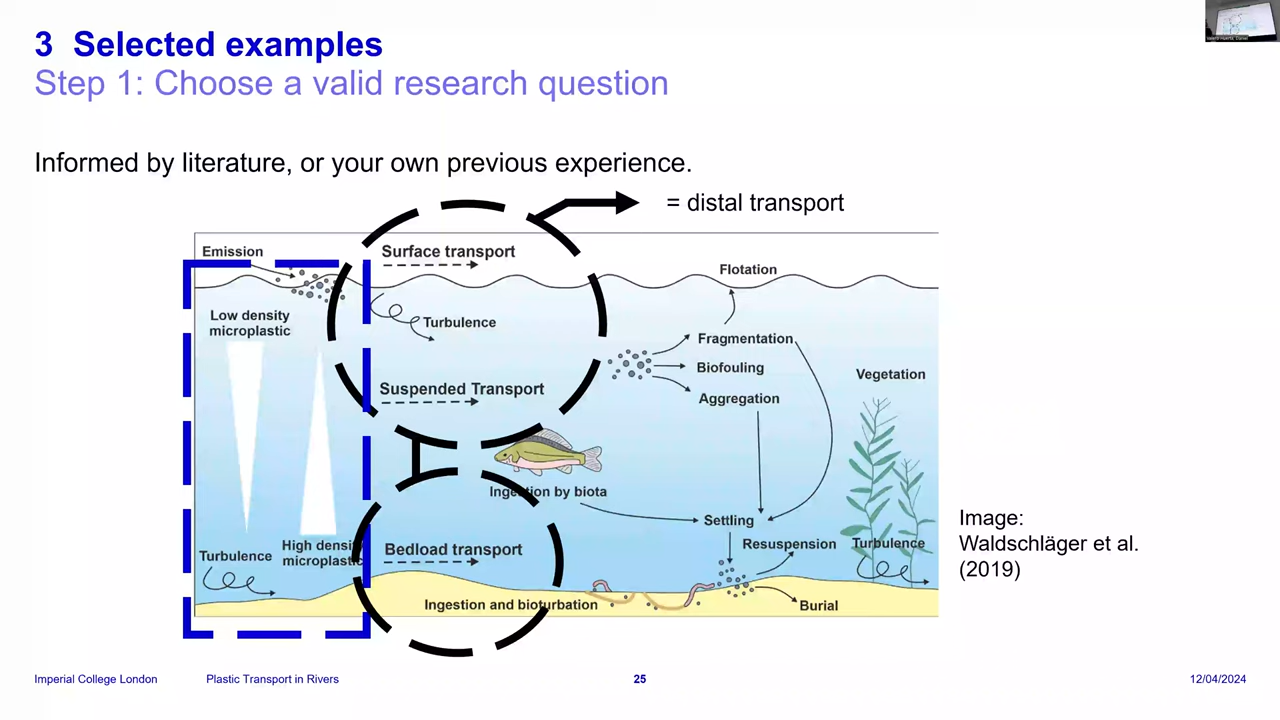 3 Selected examples
Step 1: Choose a valid research question
Informed by literature, or your own previous experience.
= distal transport
Emission
Surface transport
Flotation
Low density
microplastic
Turbulence
Fragmentation
Biofouling
Aggregation
Vegetation
Suspended Transport
Ingestion by biota
Settling
Resuspension
Turbulence
Turbulence
High density
microplastic
Bedload transport
Ingestion and bioturbation
Burial
Image:
Waldschläger et al.
(2019)
Imperial College London
Plastic Transport in Rivers
25
12/04/2024